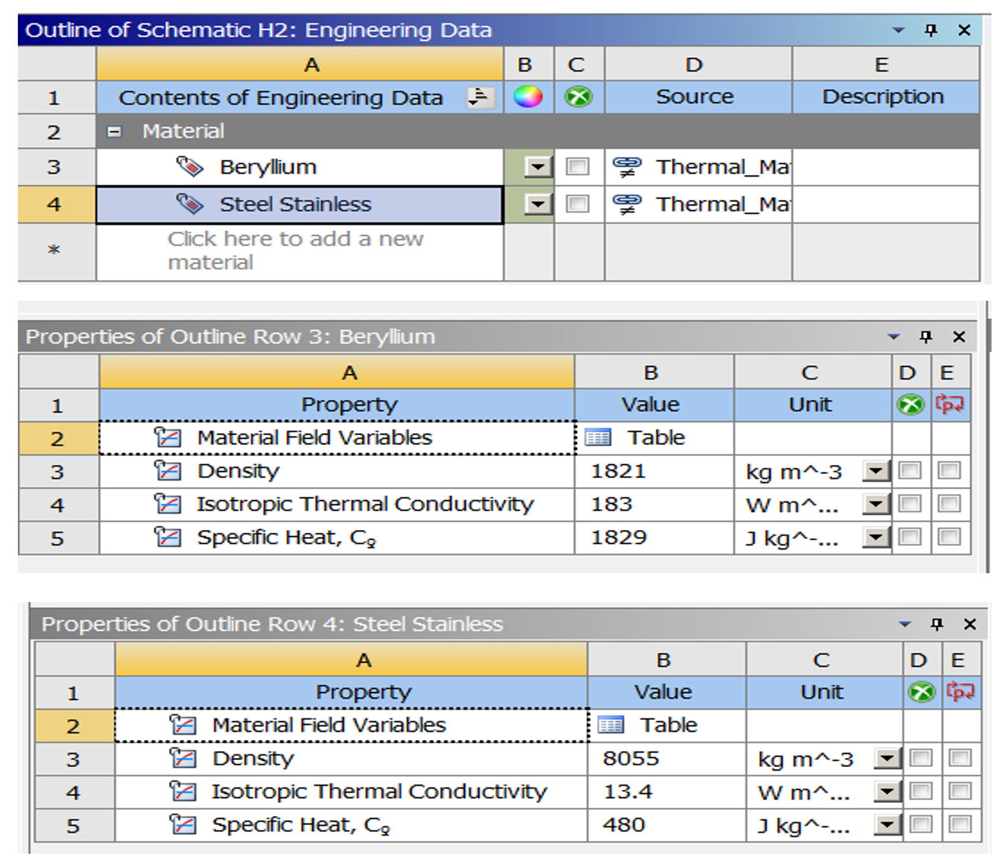 Outline of Schematic H2: Engineering Data
A B C D E
1 Contents of Engineering Data Source Description
2 Material
3 Beryllium Thermal_Ma
4 Steel Stainless Thermal_Ma
* Click here to add a new
material
Properties of Outline Row 3: Beryllium
A B C D E
1 Property Value Unit
2 Material Field Variables Table
3 Density 1821 kg m^-3
4 Isotropic Thermal Conductivity 183 W m^...
5 Specific Heat, Cₚ 1829 J kg^-...
Properties of Outline Row 4: Steel Stainless
A B C D E
1 Property Value Unit
2 Material Field Variables Table
3 Density 8055 kg m^-3
4 Isotropic Thermal Conductivity 13.4 W m^...
5 Specific Heat, Cₚ 480 J kg^-...